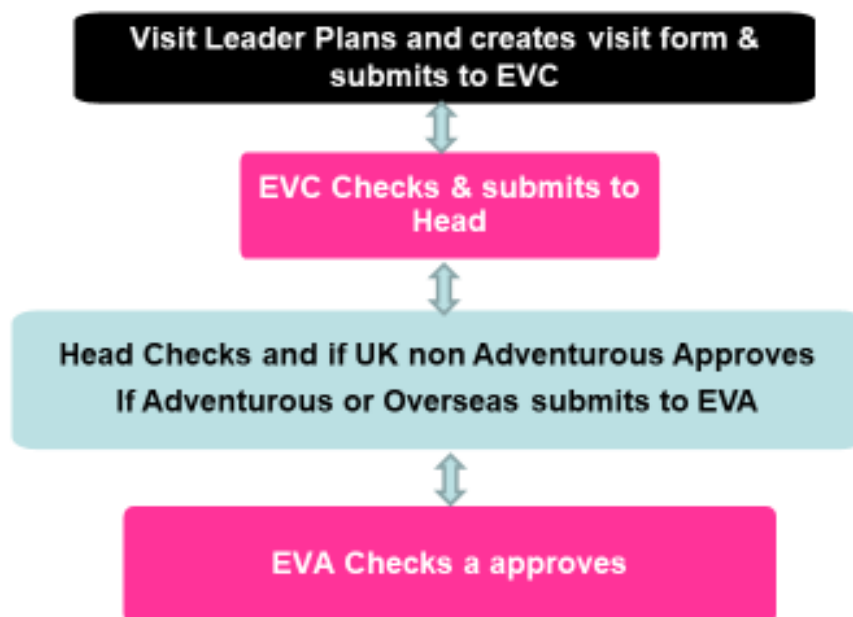 Visit Leader Plans and creates visit form &
submits to EVC
EVC Checks & submits to
Head
Head Checks and if UK non Adventurous Approves
If Adventurous or Overseas submits to EVA
EVA Checks a approves